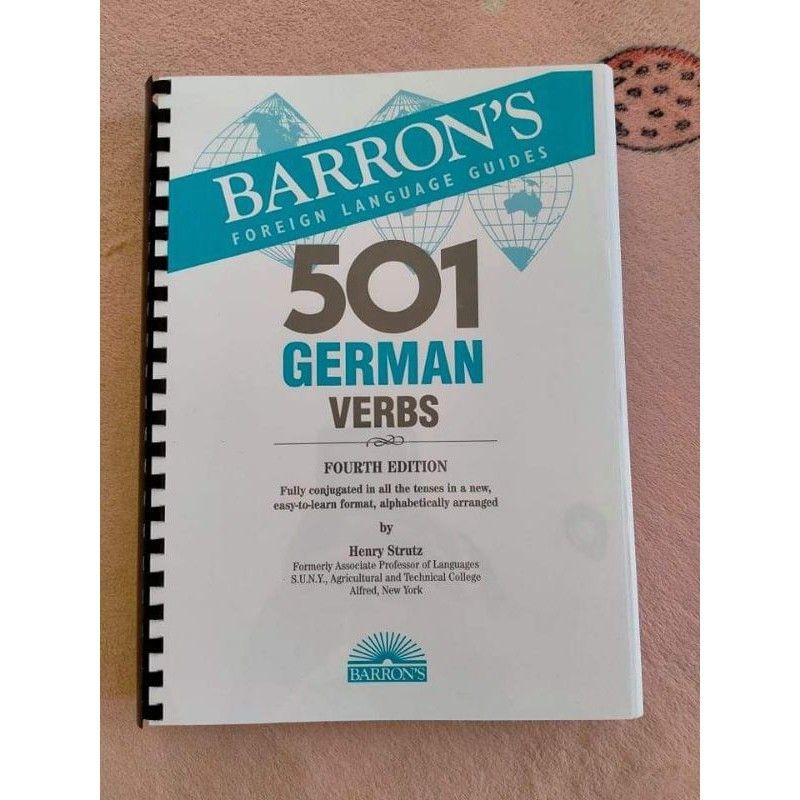 BARRON'S
FOREIGN LANGUAGE GUIDES
501
GERMAN
VERBS
FOURTH EDITION
Fully conjugated in all the tenses in a new,
easy-to-learn format, alphabetically arranged
by
Henry Strutz
Formerly Associate Professor of Languages
S.U.N.Y., Agricultural and Technical College
Alfred, New York
BARRON'S